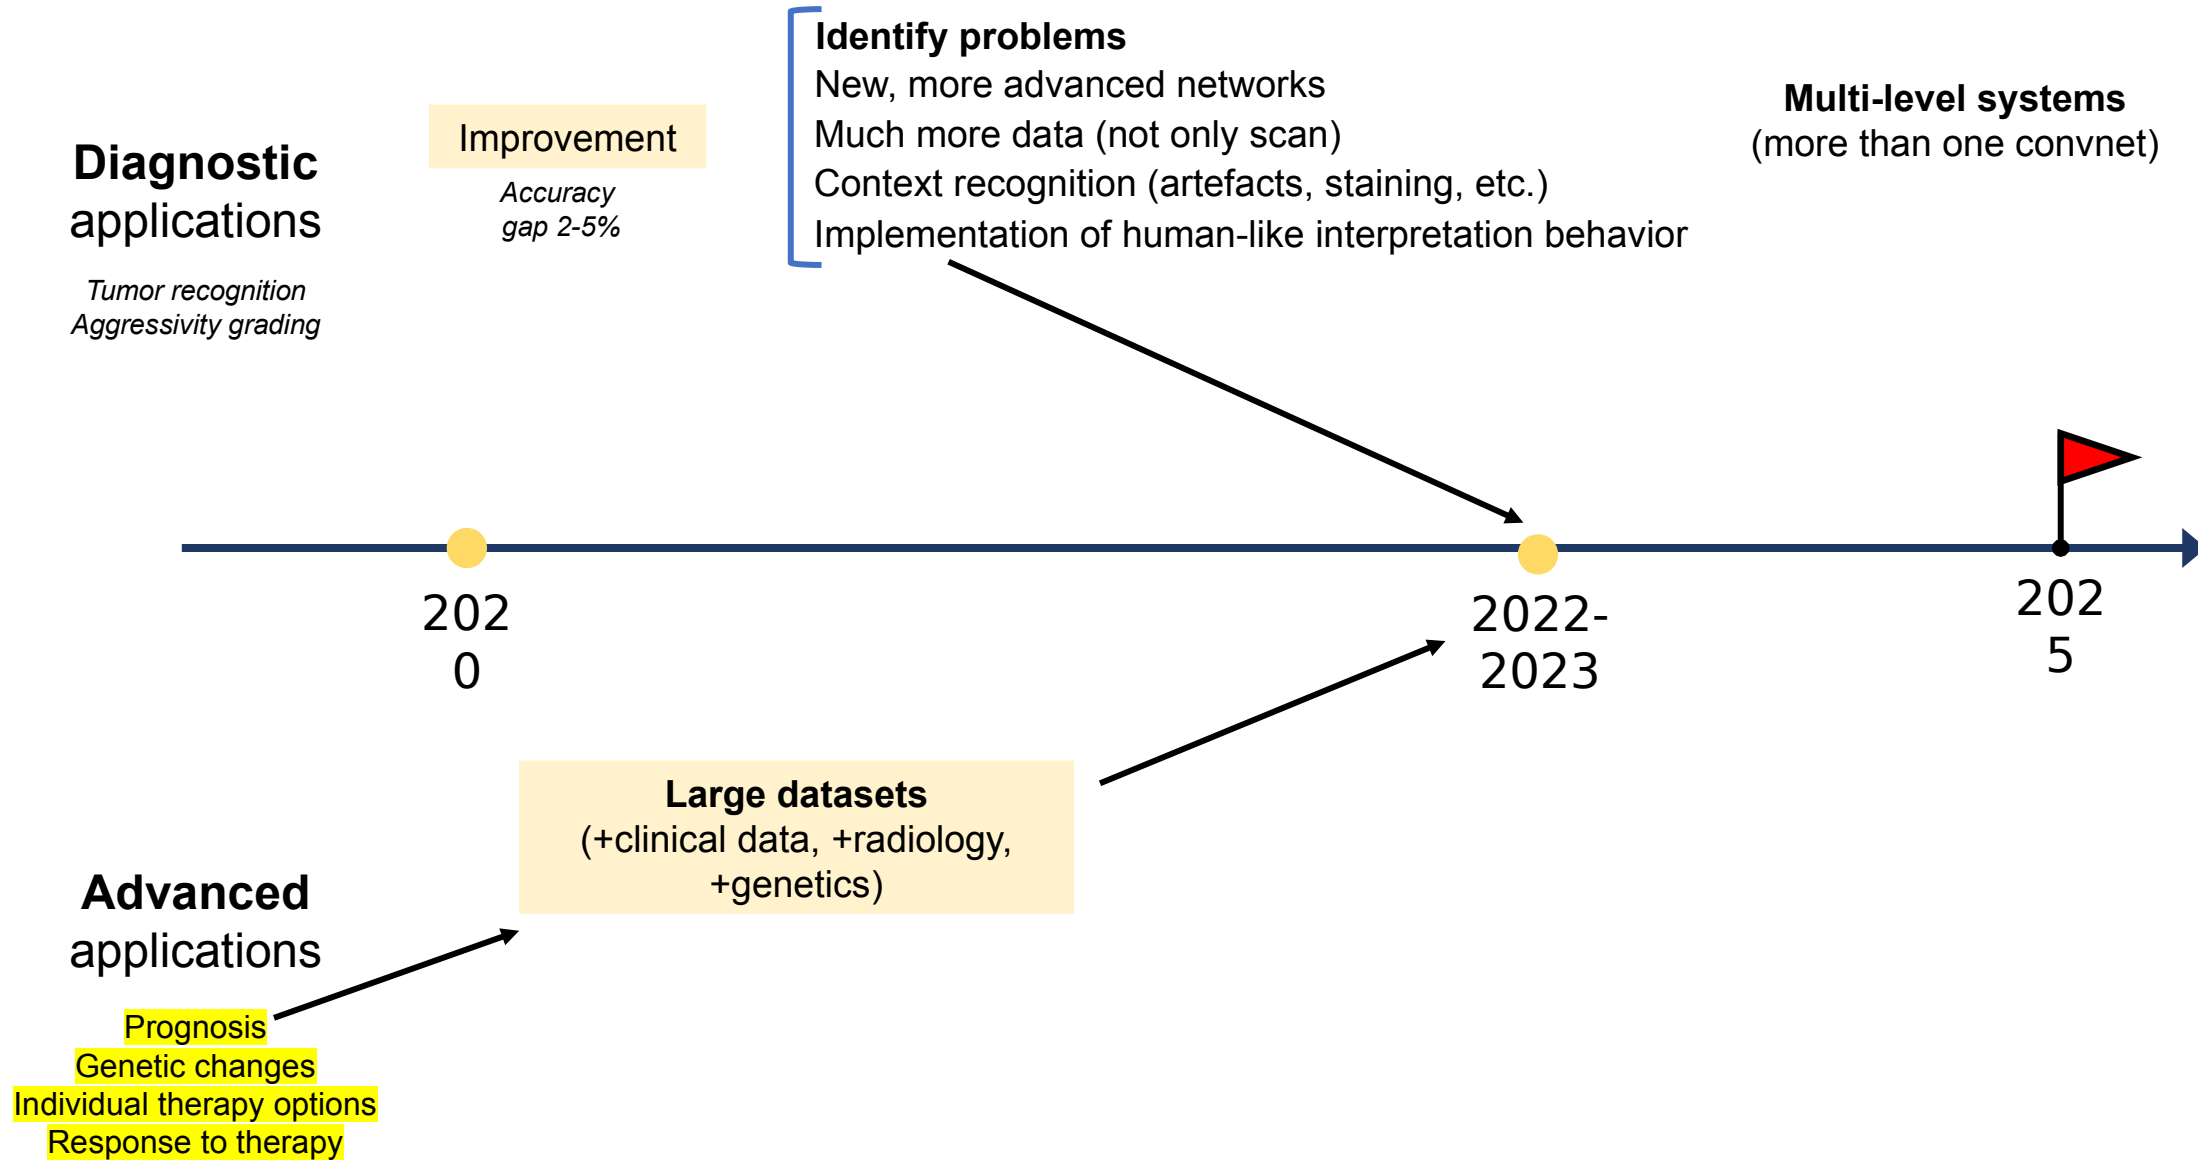 Diagnostic
applications
Tumor recognition
Aggressivity grading
Improvement
Accuracy
gap 2-5%
Identify problems
New, more advanced networks
Much more data (not only scan)
Context recognition (artefacts, staining, etc.)
Implementation of human-like interpretation behavior
Multi-level systems
(more than one convnet)
202
0
2022-
2023
202
5
Large datasets
(+clinical data, +radiology,
+genetics)
Advanced
applications
Prognosis
Genetic changes
Individual therapy options
Response to therapy